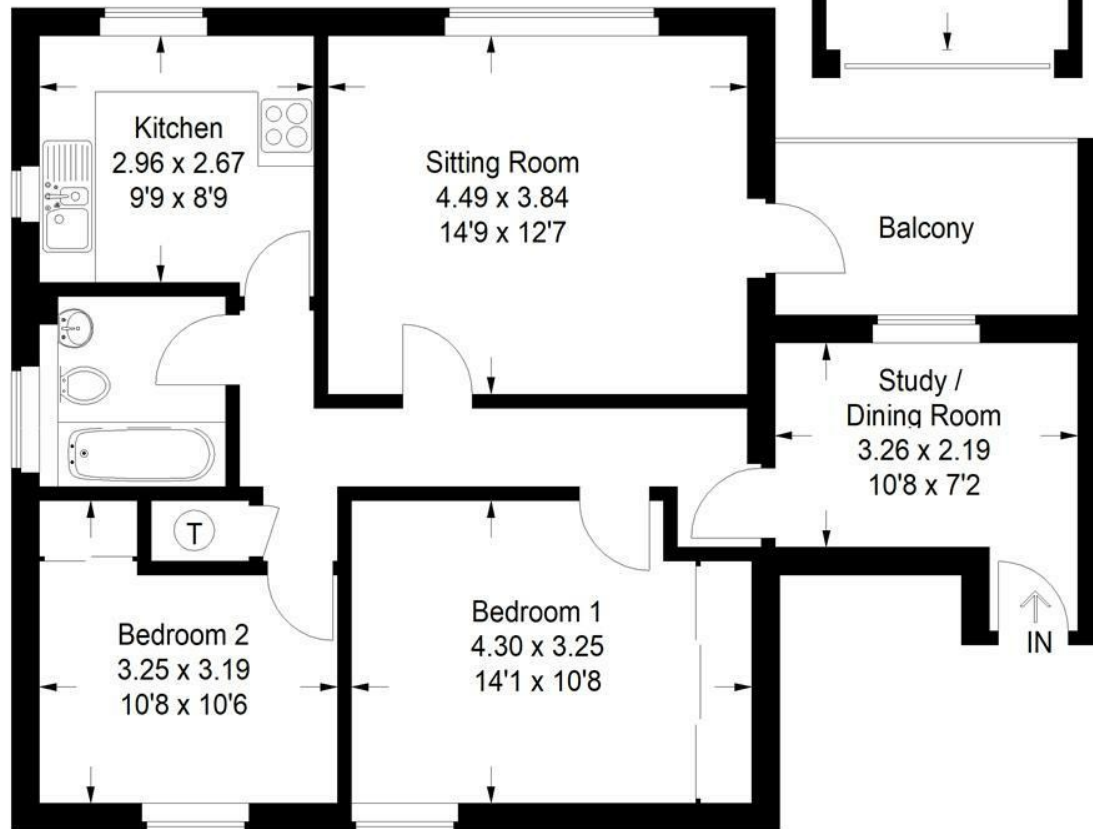 Kitchen
2.96 x 2.67
9'9 x 8'9
Sitting Room
4.49 x 3.84
14'9 x 12'7
Balcony
Study /
Dining Room
3.26 x 2.19
10'8 x 7'2
T
Bedroom 2
3.25 x 3.19
10'8 x 10'6
Bedroom 1
4.30 x 3.25
14'1 x 10'8
IN